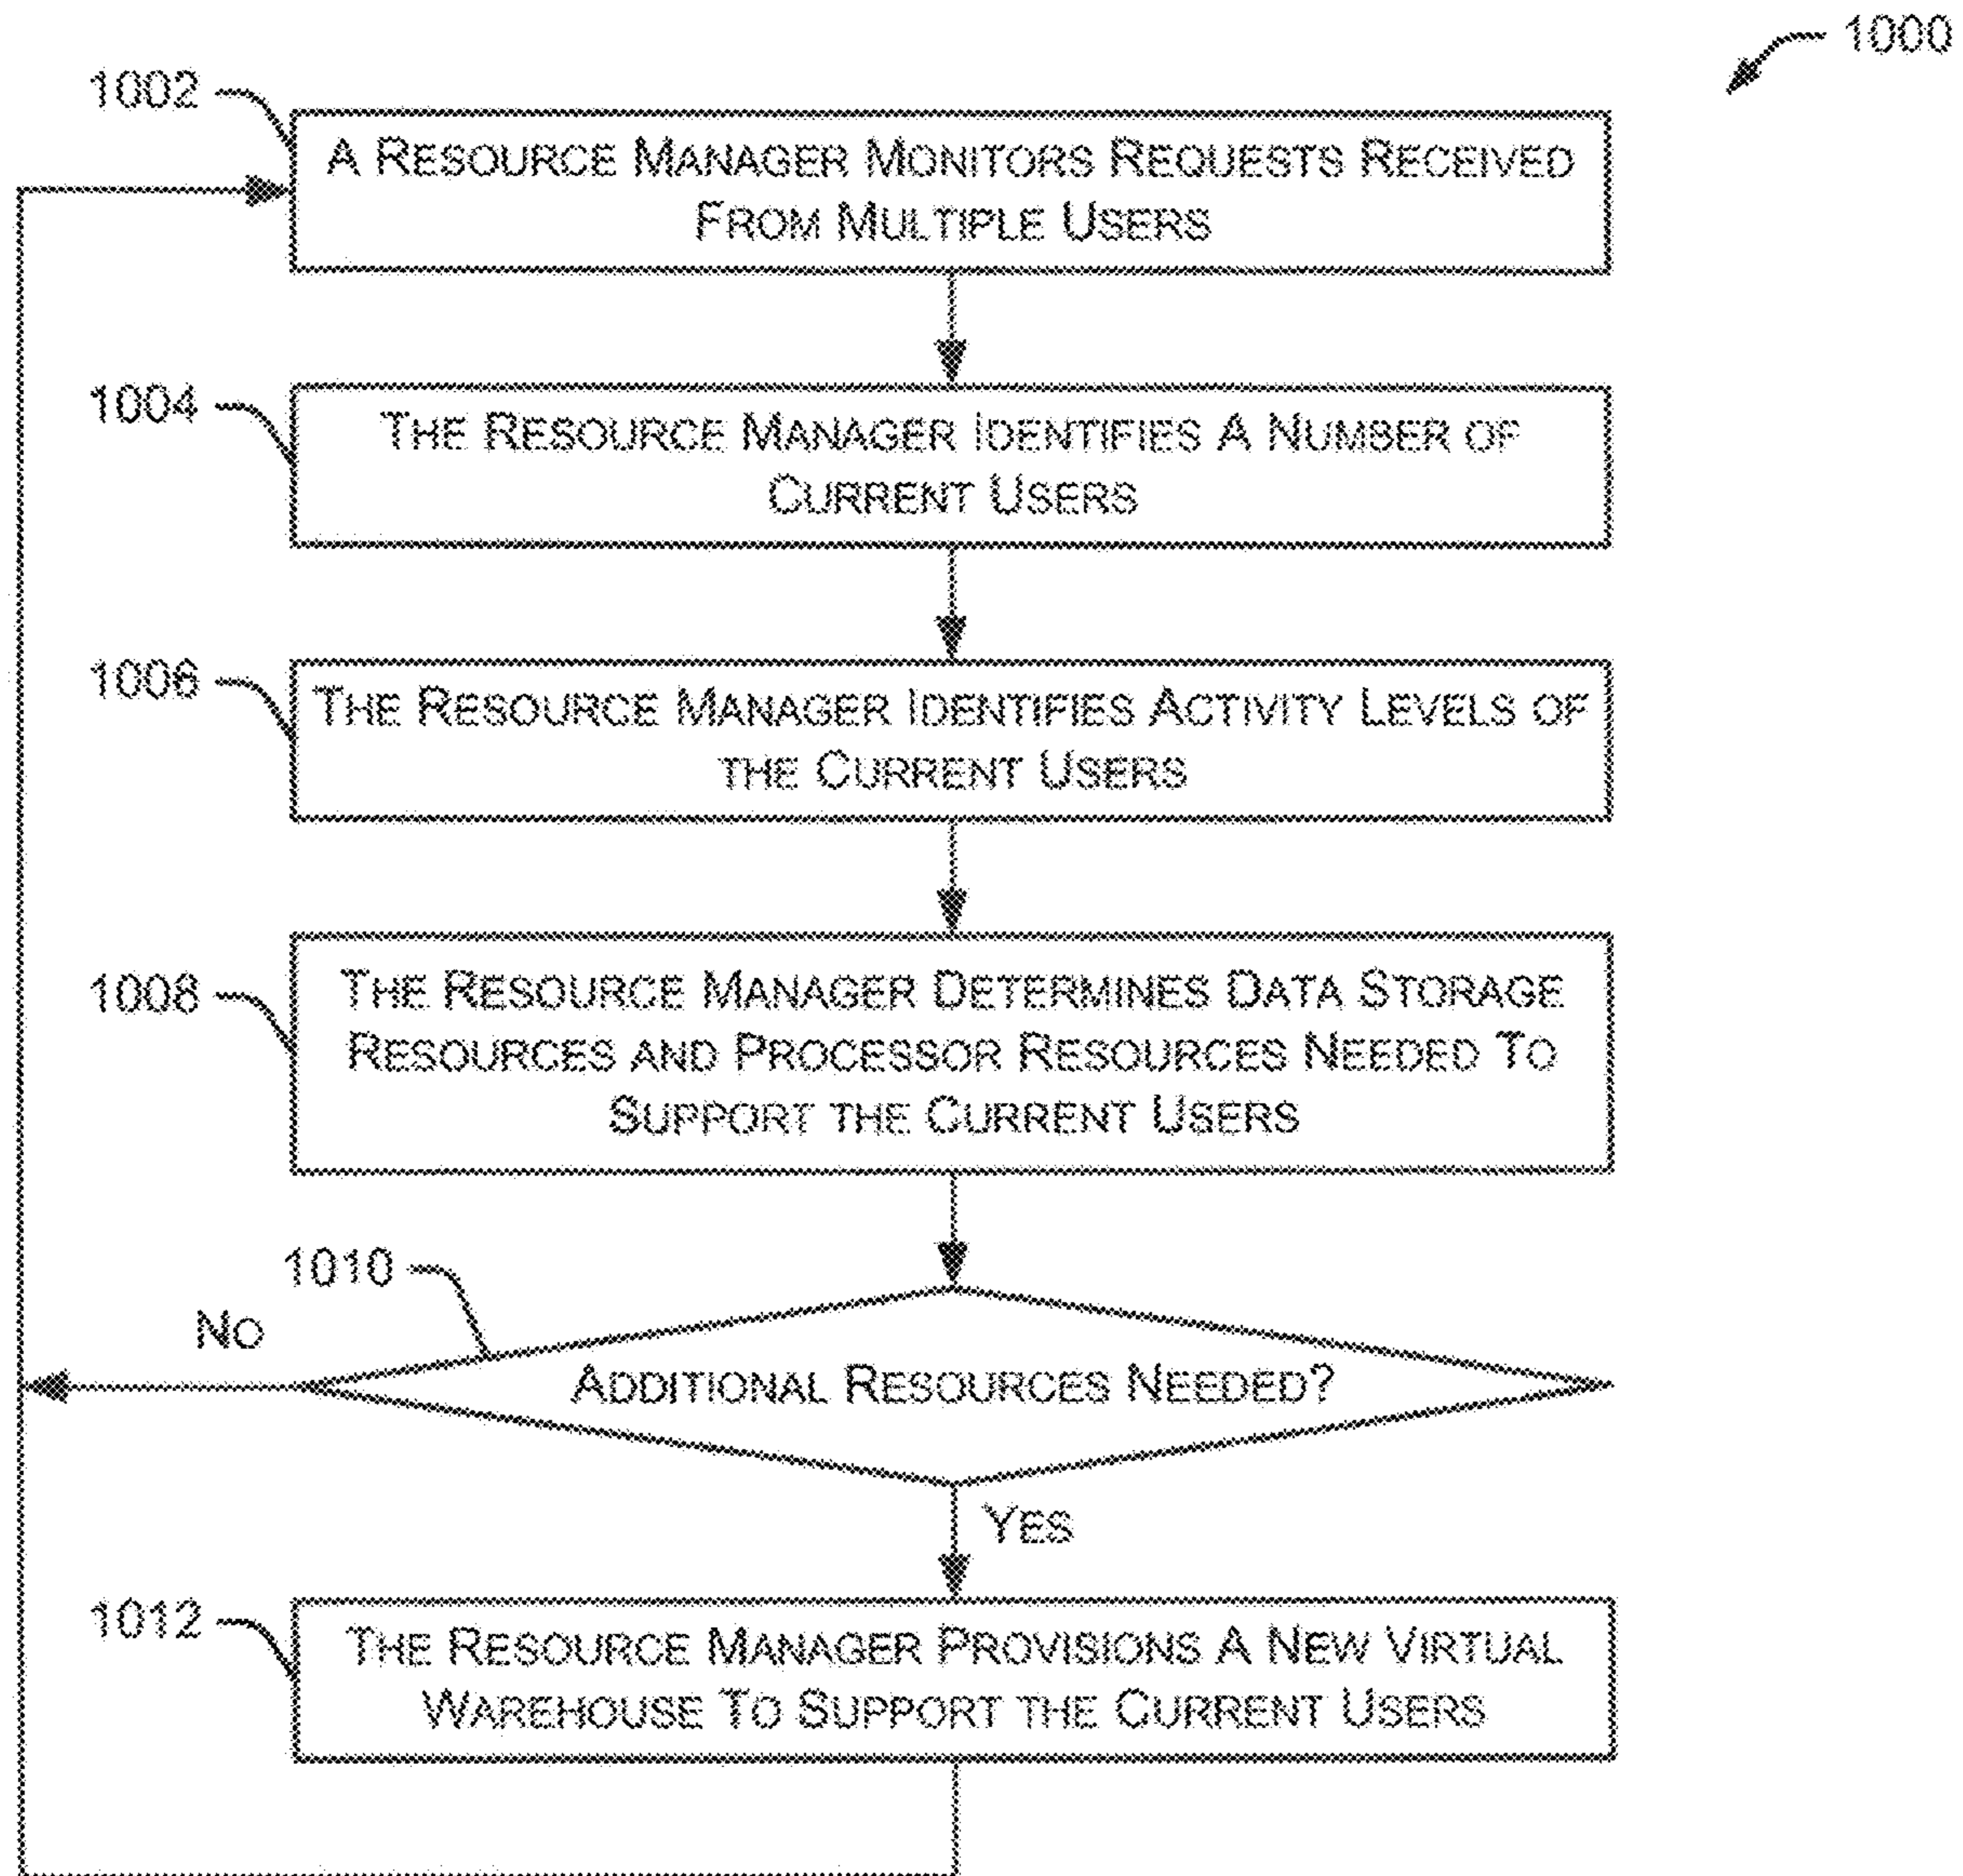 1000
1002
A RESOURCE MANAGER MONITORS REQUESTS RECEIVED
FROM MULTIPLE USERS
1004
THE RESOURCE MANAGER IDENTIFIES A NUMBER OF
CURRENT USERS
1006
THE RESOURCE MANAGER IDENTIFIES ACTIVITY LEVELS OF
THE CURRENT USERS
1008
THE RESOURCE MANAGER DETERMINES DATA STORAGE
RESOURCES AND PROCESSOR RESOURCES NEEDED TO
SUPPORT THE CURRENT USERS
1010
NO
ADDITIONAL RESOURCES NEEDED?
YES
1012
THE RESOURCE MANAGER PROVISIONS A NEW VIRTUAL
WAREHOUSE TO SUPPORT THE CURRENT USERS